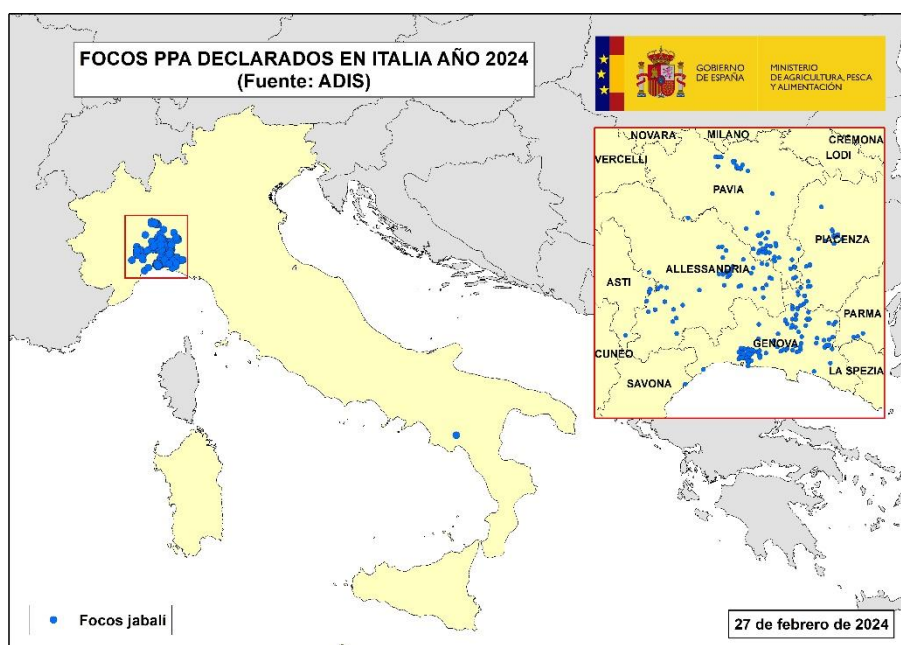 FOCOS PPA DECLARADOS EN ITALIA AÑO 2024
(Fuente: ADIS)
GOBIERNO
DE ESPAÑA
MINISTERIO
DE AGRICULTURA, PESCA
Y ALIMENTACIÓN
NOVARA
MILANO
CREMONA
VERCELLI
LODI
PAVIA
PIACENZA
ALLESSANDRIA
ASTI
PARMA
GENOVA
CUNEO
LA SPEZIA
SAVONA
Focos jabalí
27 de febrero de 2024